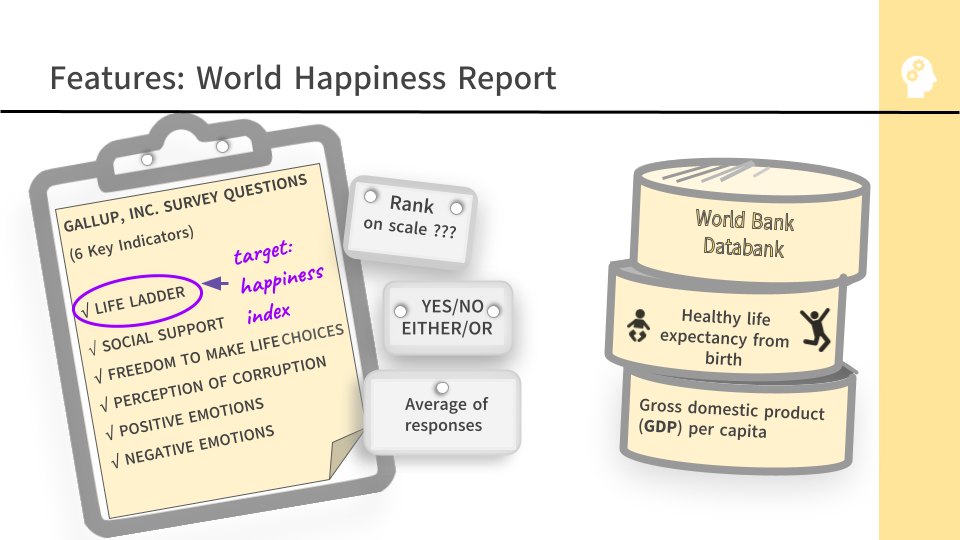 Features: World Happiness Report
GALLUP, INC. SURVEY QUESTIONS
(6 Key Indicators)
target:
happiness
index
√ LIFE LADDER
√ SOCIAL SUPPORT
√ FREEDOM TO MAKE LIFE CHOICES
√ PERCEPTION OF CORRUPTION
√ POSITIVE EMOTIONS
√ NEGATIVE EMOTIONS
Rank
on scale ???
YES/NO
EITHER/OR
Average of
responses
World Bank
Databank
Healthy life
expectancy from
birth
Gross domestic product
(GDP) per capita